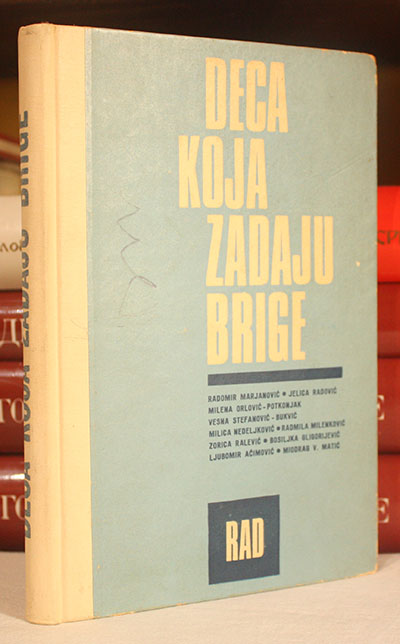 DECA
KOJA
ZADAJU
BRIGE
RADOMIR MARJANOVIĆ • JELICA RADOVIĆ
MILENA ORLOVIĆ-POTKONJAK
VESNA STEFANOVIĆ-BUKVIĆ
MILICA NEDELJKOVIĆ • RADMILA MILENKOVIĆ
ZORICA RALEVIĆ • BOSILJKA GLIGORIJEVIĆ
LJUBOMIR AĆIMOVIĆ • MIODRAG V. MATIĆ
RAD
DECA KOJA ZADAJU BRIGE